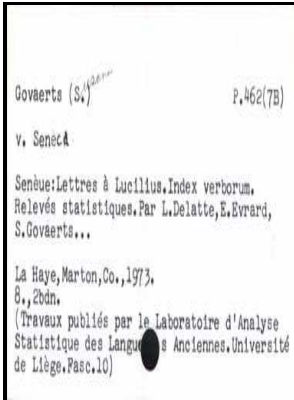 Govaerts (S.)
P.462(7B)
v. Seneca
Senèue:Lettres à Lucilius.Index verborum.
Relevés statistiques.Par L.Delatte,E.Evrard,
S.Govaerts...
La Haye,Marton,Co.,1973.
8.,2bdn.
(Travaux publiés par le Laboratoire d'Analyse
Statistique des Langu s Anciennes.Université
de Liège.Fasc.10)